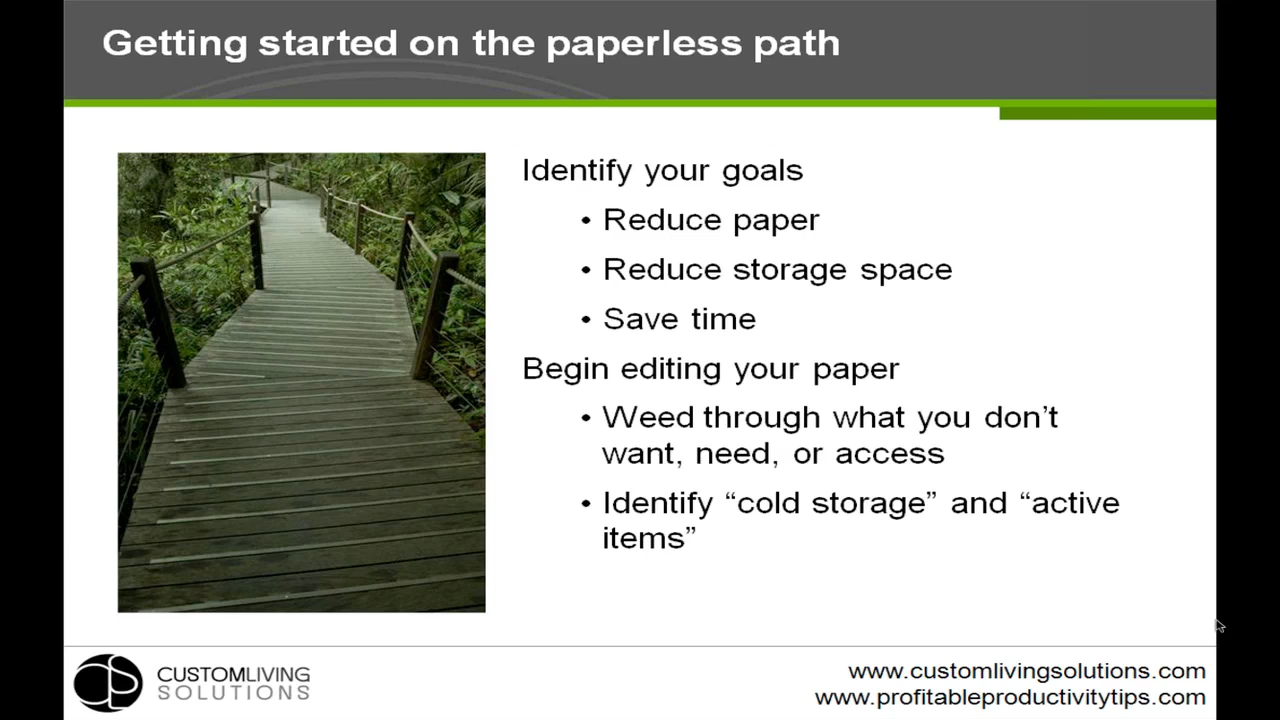 Getting started on the paperless path
Identify your goals
• Reduce paper
• Reduce storage space
• Save time
Begin editing your paper
• Weed through what you don’t
want, need, or access
• Identify “cold storage” and “active
items”
CUSTOMLIVING
SOLUTIONS
www.customlivingsolutions.com
www.profitableproductivitytips.com